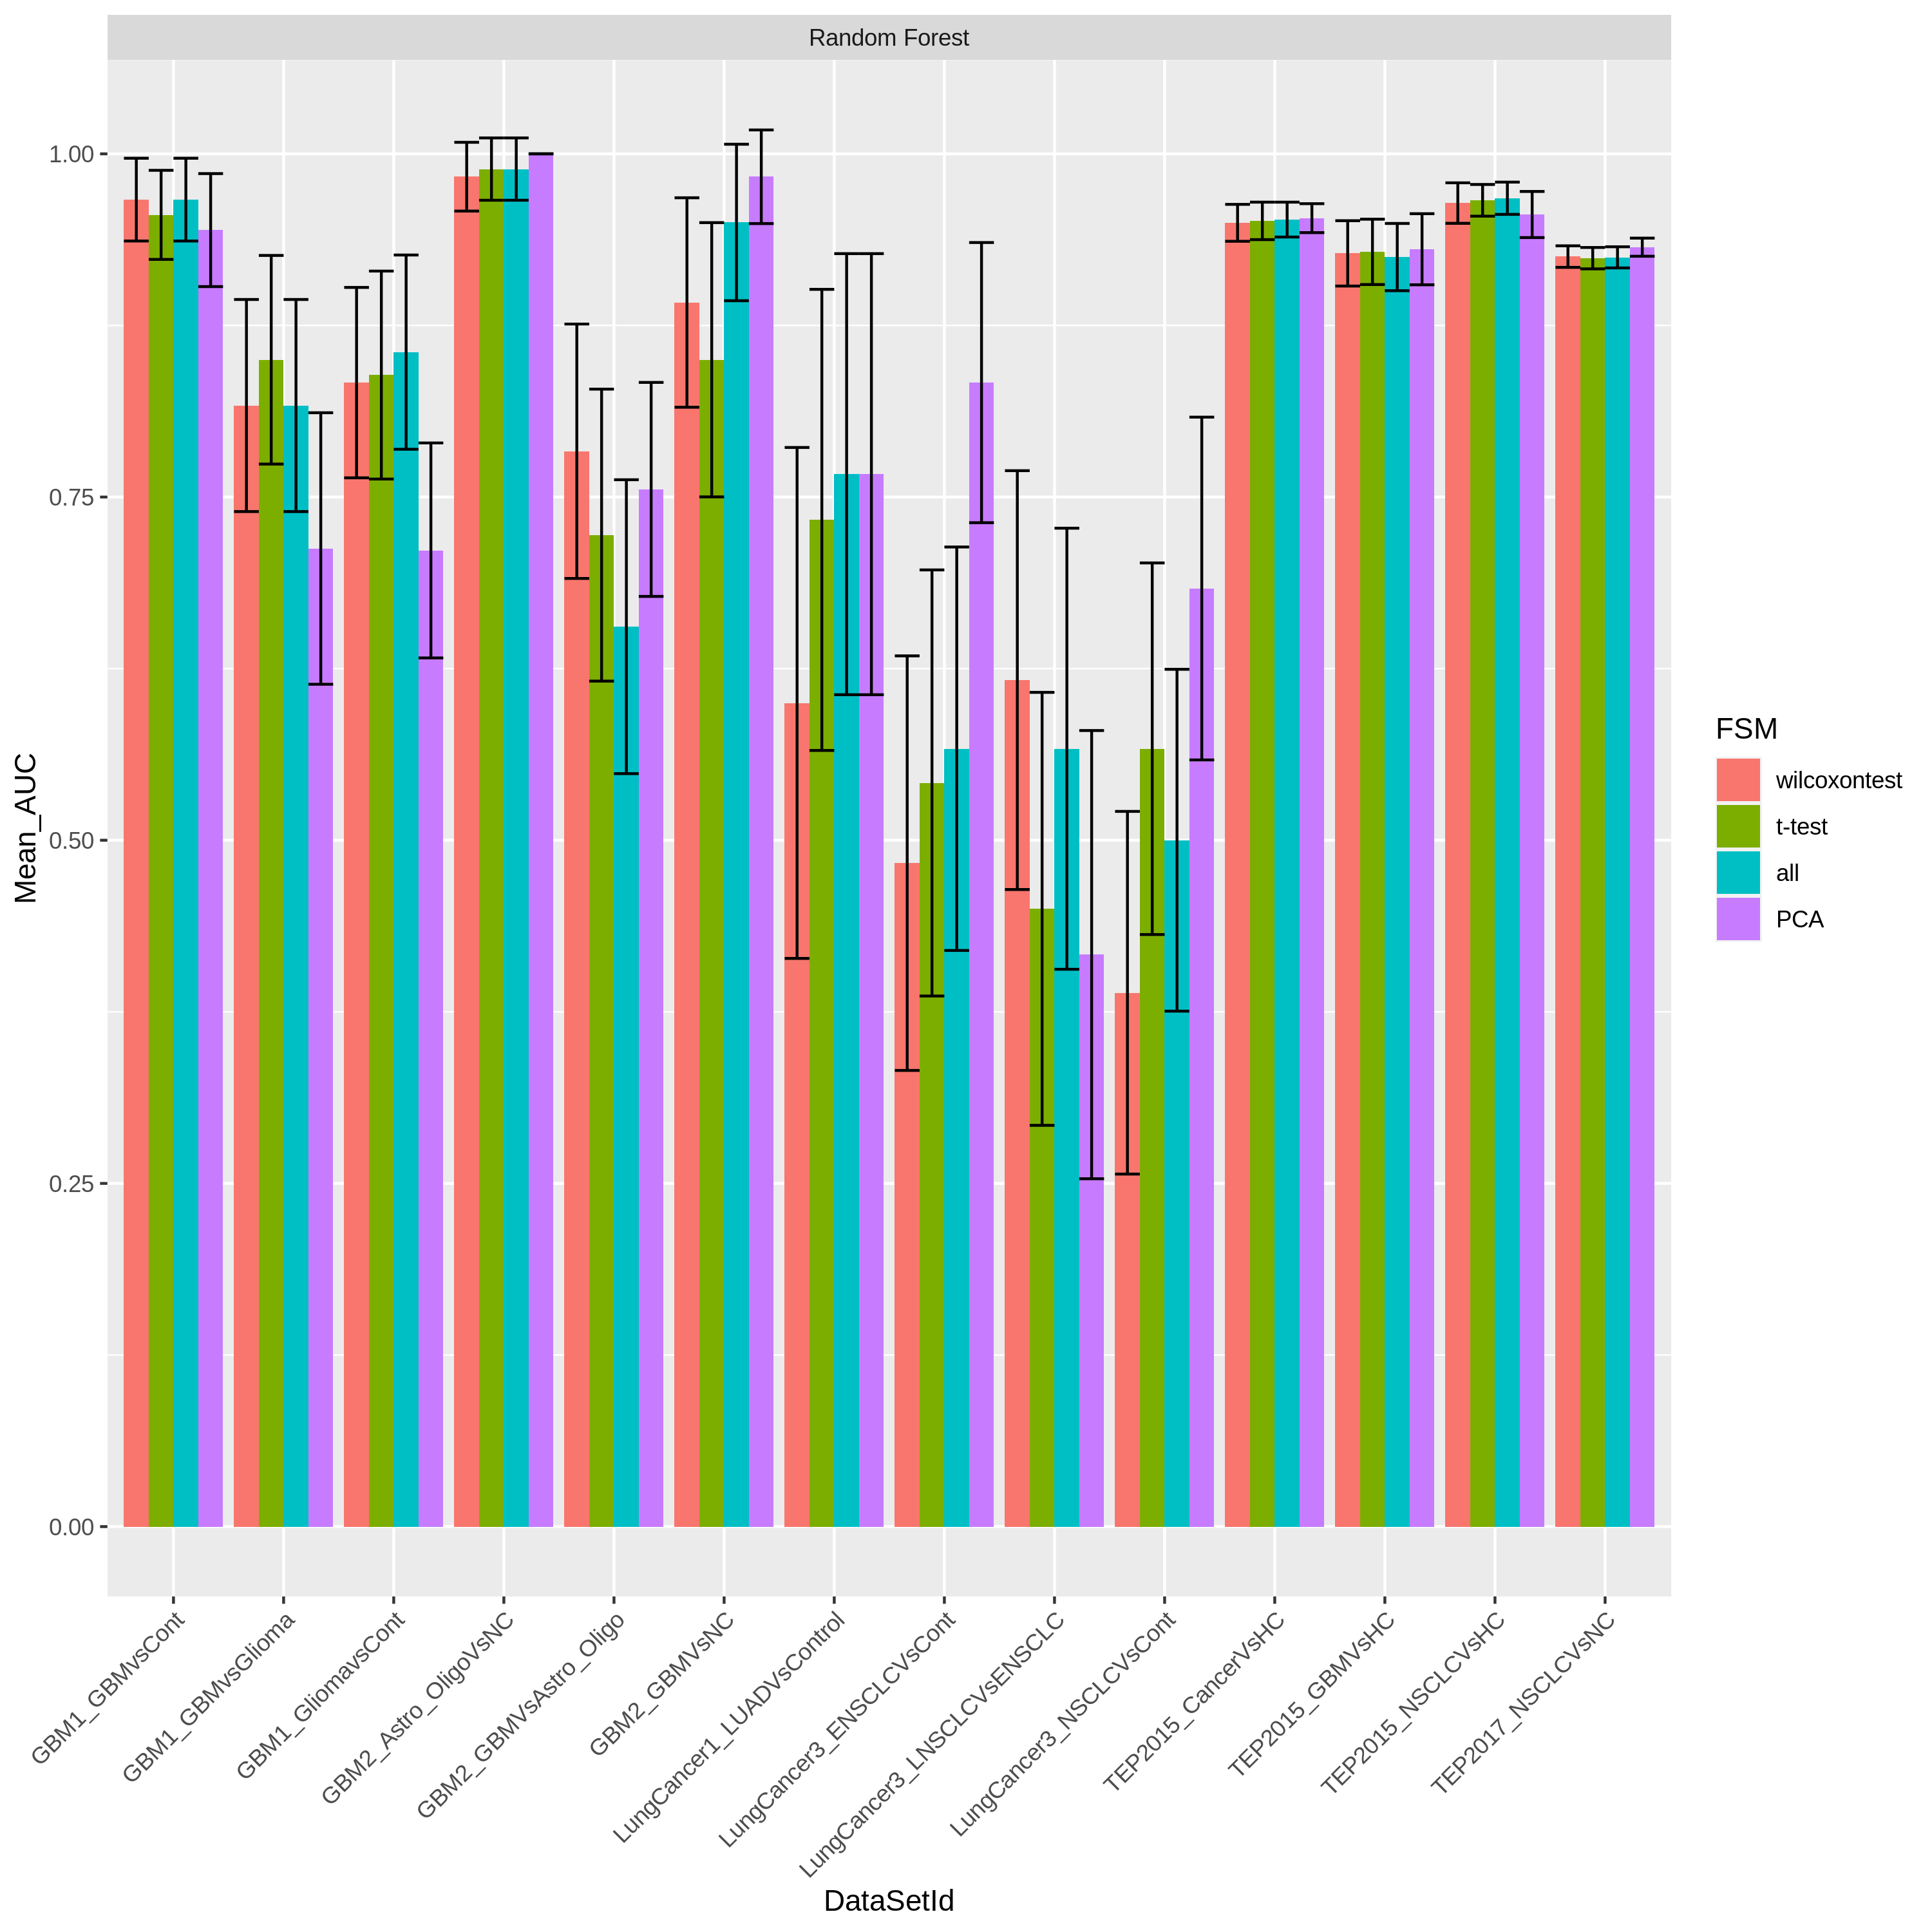 Random Forest
Mean_AUC
1.00
0.75
0.50
0.25
0.00
GBM1_GBMvsCont
GBM1_GBMvsGlioma
GBM1_GliomavsCont
GBM2_Astro_OligoVsNC
GBM2_GBMVsAstro_Oligo
GBM2_GBMVsNC
LungCancer1_LUADVsControl
LungCancer3_ENSCLCVsCont
LungCancer3_LNSCLCVsENSCLC
LungCancer3_NSCLCVsCont
TEP2015_CancerVsHC
TEP2015_GBMVsHC
TEP2015_NSCLCVsHC
TEP2017_NSCLCVsNC
DataSetId
FSM
wilcoxontest
t-test
all
PCA